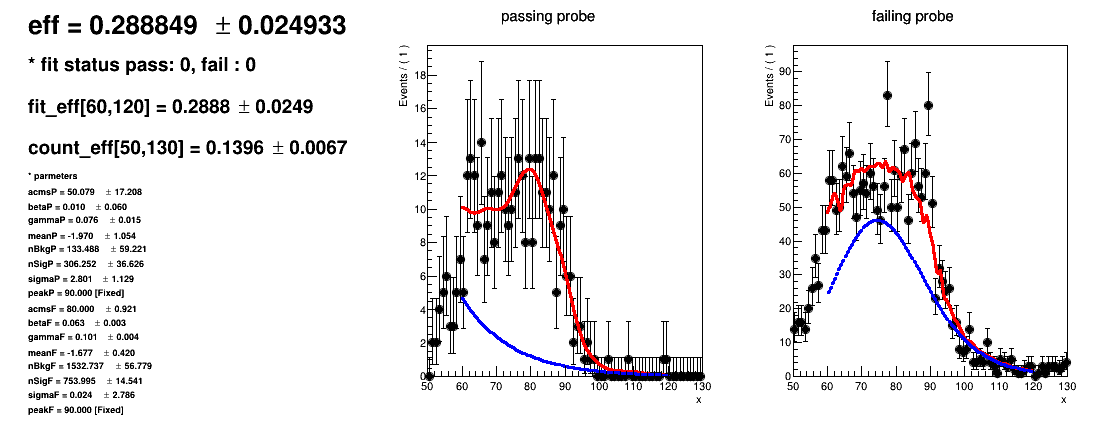 eff = 0.288849 ± 0.024933
* fit status pass: 0, fail : 0
fit_eff[60,120] = 0.2888 ± 0.0249
count_eff[50,130] = 0.1396 ± 0.0067
* parmeters
acmsP = 50.079 ± 17.208
betaP = 0.010 ± 0.060
gammaP = 0.076 ± 0.015
meanP = -1.970 ± 1.054
nBkgP = 133.488 ± 59.221
nSigP = 306.252 ± 36.626
sigmaP = 2.801 ± 1.129
peakP = 90.000 [Fixed]
acmsF = 80.000 ± 0.921
betaF = 0.063 ± 0.003
gammaF = 0.101 ± 0.004
meanF = -1.677 ± 0.420
nBkgF = 1532.737 ± 56.779
nSigF = 753.995 ± 14.541
sigmaF = 0.024 ± 2.786
peakF = 90.000 [Fixed]
passing probe
Events / ( 1 )
18
16
14
12
10
8
6
4
2
0
50 60 70 80 90 100 110 120 130
x
failing probe
Events / ( 1 )
90
80
70
60
50
40
30
20
10
0
50 60 70 80 90 100 110 120 130
x